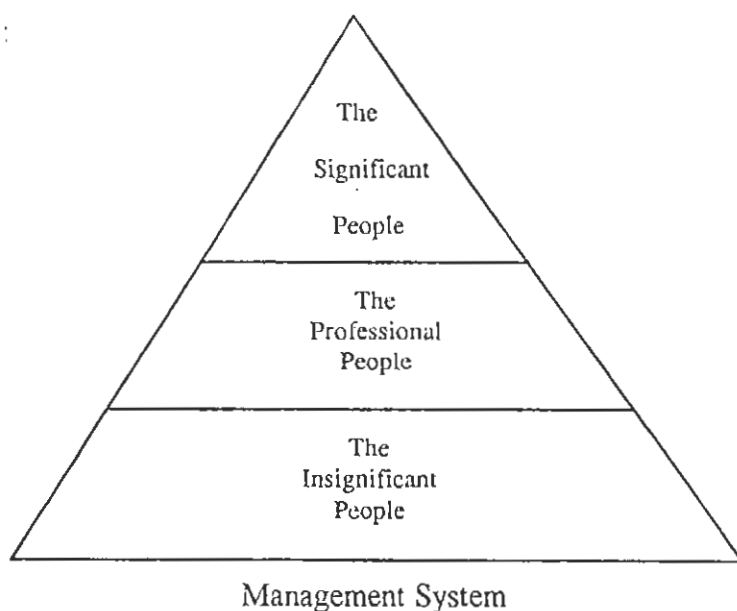 The
Significant
People
The
Professional
People
The
Insignificant
People
Management System